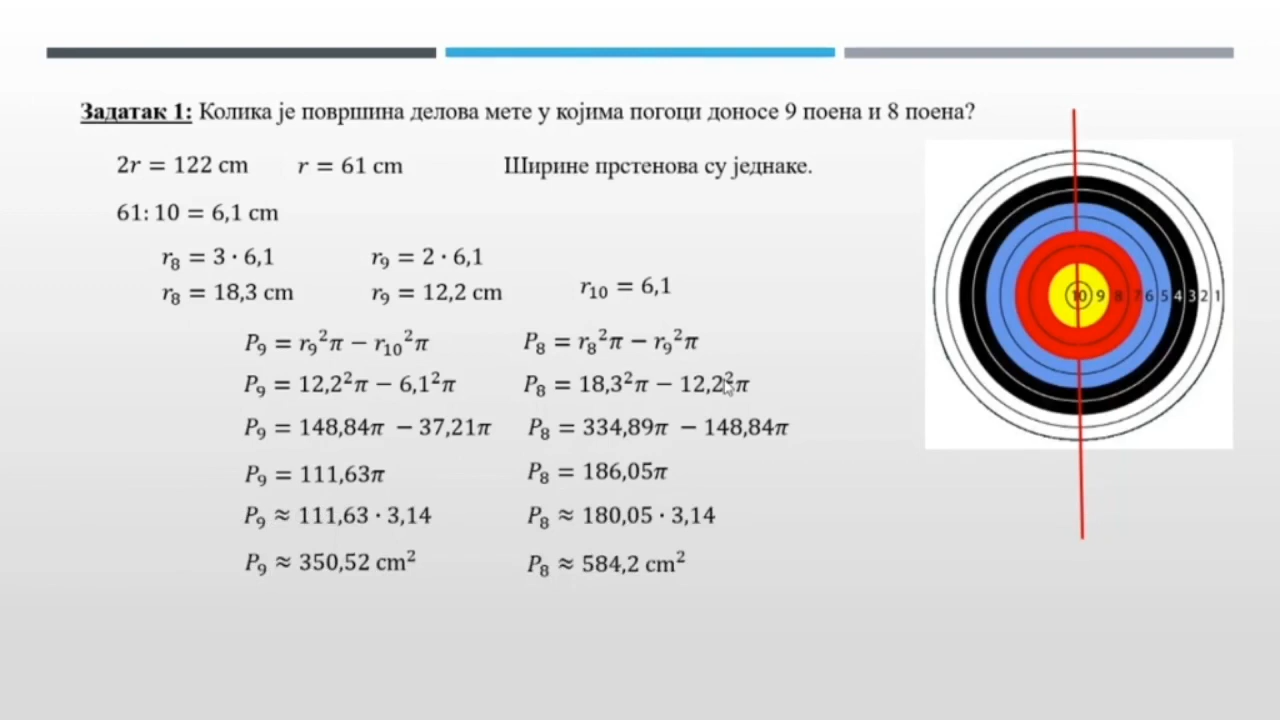 Задатак 1: Колика је површина делова мете у којима погоци доносе 9 поена и 8 поена?
2r = 122 cm r = 61 cm Ширине прстенова су једнаке.
61: 10 = 6,1 cm
r₈ = 3 · 6,1 r₉ = 2 · 6,1
r₁₀ = 6,1
r₈ = 18,3 cm r₉ = 12,2 cm
P₉ = r₉²π − r₁₀²π P₈ = r₈²π − r₉²π
P₉ = 12,2²π − 6,1²π P₈ = 18,3²π − 12,2²π
P₉ = 148,84π − 37,21π P₈ = 334,89π − 148,84π
P₉ = 111,63π P₈ = 186,05π
P₉ ≈ 111,63 · 3,14 P₈ ≈ 180,05 · 3,14
P₉ ≈ 350,52 cm² P₈ ≈ 584,2 cm²
10 9 8 7 6 5 4 3 2 1